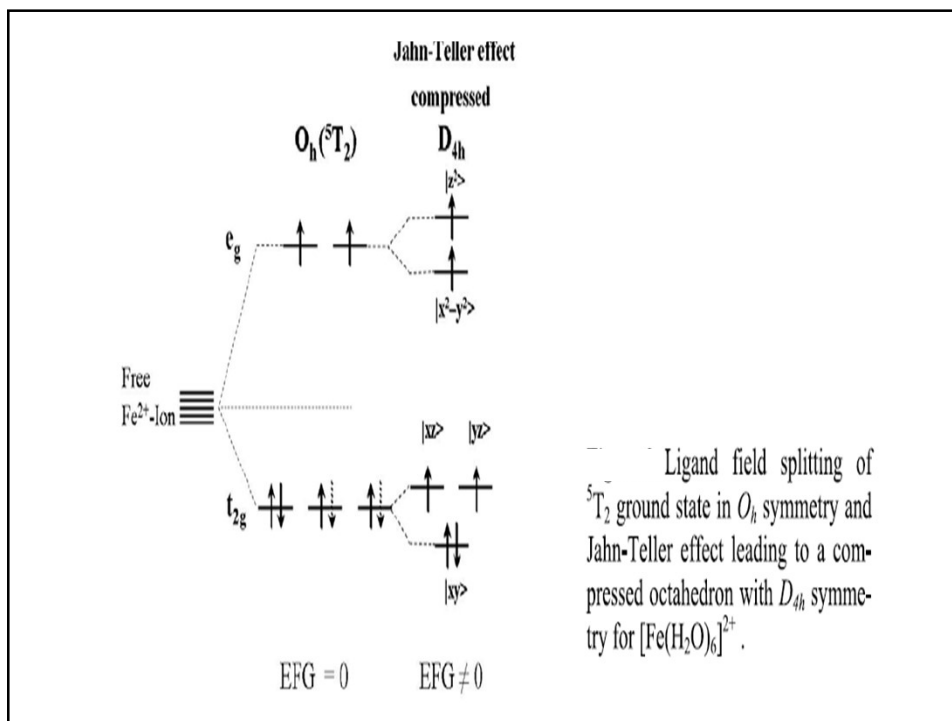 Jahn-Teller effect
compressed
Oₕ(⁵T₂) D₄ₕ
|z²>
e_g
|x²–y²>
Free
Fe²⁺-Ion
|xz> |yz>
t₂g
|xy>
EFG = 0 EFG ≠ 0
Ligand field splitting of
⁵T₂ ground state in Oₕ symmetry and
Jahn-Teller effect leading to a com-
pressed octahedron with D₄ₕ symme-
try for [Fe(H₂O)₆]²⁺ .